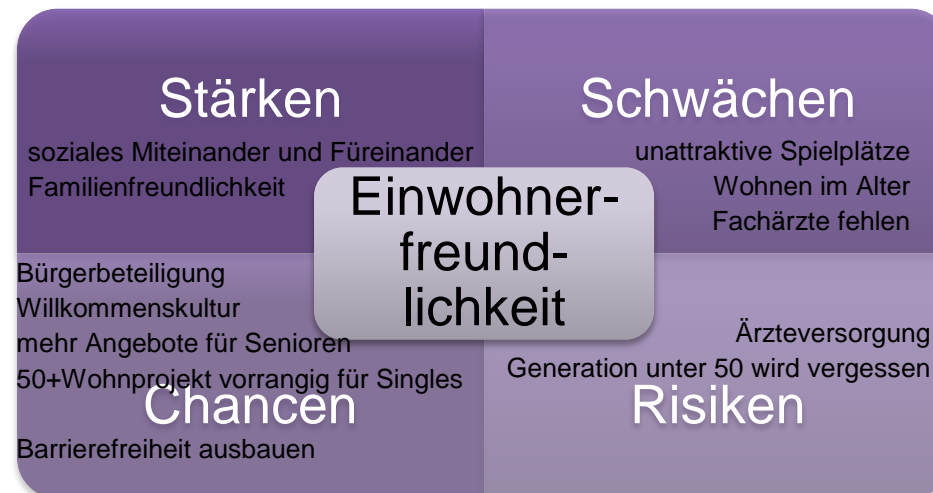 Stärken
soziales Miteinander und Füreinander
Familienfreundlichkeit
Schwächen
unattraktive Spielplätze
Wohnen im Alter
Fachärzte fehlen
Einwohner-
freund-
lichkeit
Bürgerbeteiligung
Willkommenskultur
mehr Angebote für Senioren
50+Wohnprojekt vorrangig für Singles
Chancen
Barrierefreiheit ausbauen
Ärzteversorgung
Generation unter 50 wird vergessen
Risiken